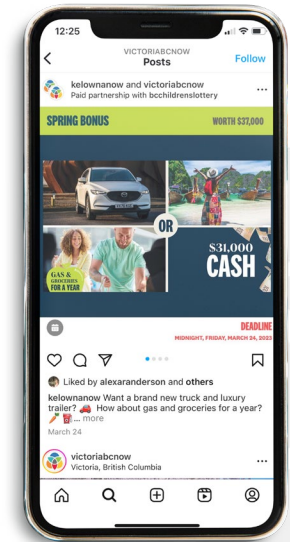 12:25
VICTORIABCNOW
Posts
Follow
kelownanow and victoriabcnow
Paid partnership with bcchildrenslottery
SPRING BONUS
WORTH $37,000
OR
GAS &
GROCERIES
FOR A YEAR
$31,000
CASH
DEADLINE
MIDNIGHT, FRIDAY, MARCH 24, 2023
Liked by alexaranderson and others
kelownanow Want a brand new truck and luxury
trailer? 🚗 How about gas and groceries for a year?
🥕 ⛽ ... more
March 24
victoriabcnow
Victoria, British Columbia